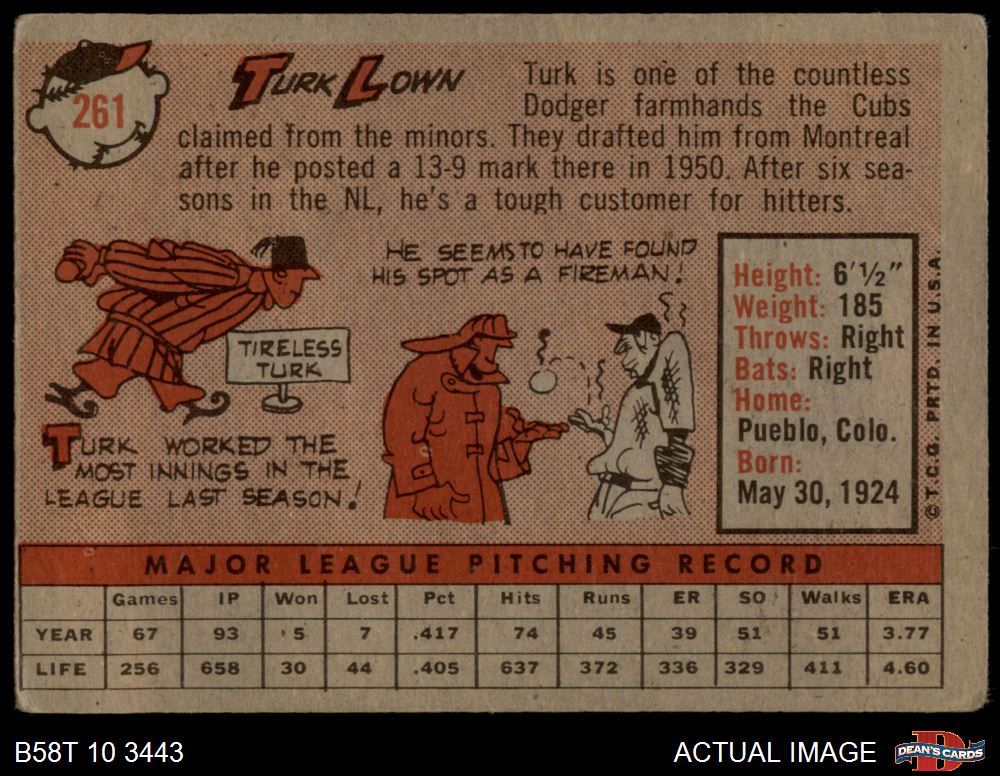 261
TURK LOWN
Turk is one of the countless
Dodger farmhands the Cubs
claimed from the minors. They drafted him from Montreal
after he posted a 13-9 mark there in 1950. After six sea-
sons in the NL, he's a tough customer for hitters.
TIRELESS
TURK
TURK WORKED THE
MOST INNINGS IN THE
LEAGUE LAST SEASON!
HE SEEMS TO HAVE FOUND
HIS SPOT AS A FIREMAN!
Height: 6'½"
Weight: 185
Throws: Right
Bats: Right
Home:
Pueblo, Colo.
Born:
May 30, 1924
©T.C.G. PRTD. IN U.S.A.
MAJOR LEAGUE PITCHING RECORD
Games IP Won Lost Pct Hits Runs ER SO Walks ERA
YEAR 67 93 5 7 .417 74 45 39 51 51 3.77
LIFE 256 658 30 44 .405 637 372 336 329 411 4.60
B58T 10 3443
ACTUAL IMAGE
D
DEAN'S CARDS